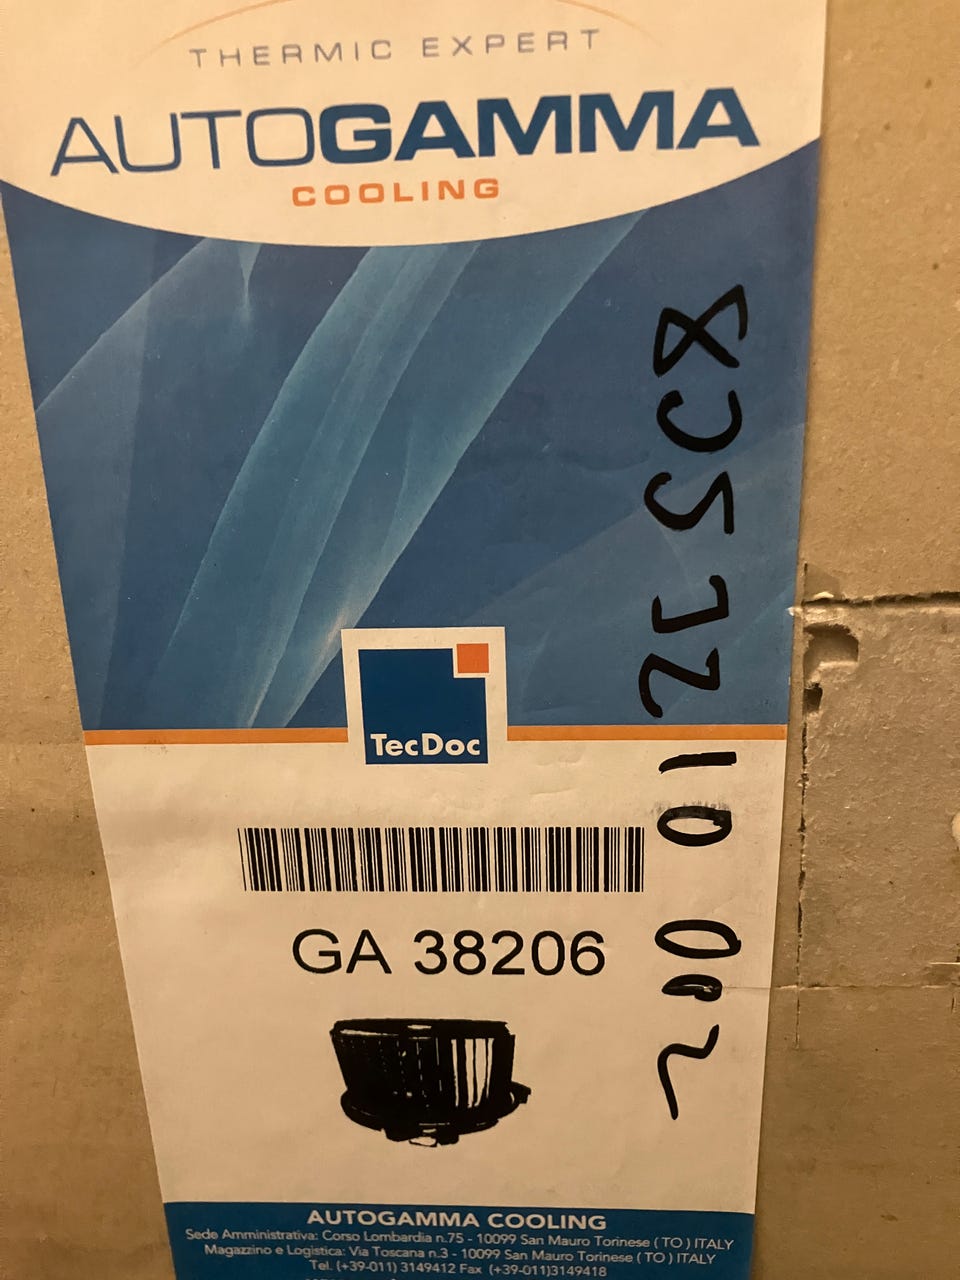 THERMIC EXPERT
AUTOGAMMA
COOLING
TecDoc
GA 38206
AUTOGAMMA COOLING
Sede Amministrativa: Corso Lombardia n.75 - 10099 San Mauro Torinese ( TO ) ITALY
Magazzino e Logistica: Via Toscana n.3 - 10099 San Mauro Torinese ( TO ) ITALY
Tel. (+39-011) 3149412 Fax (+39-011)3149418